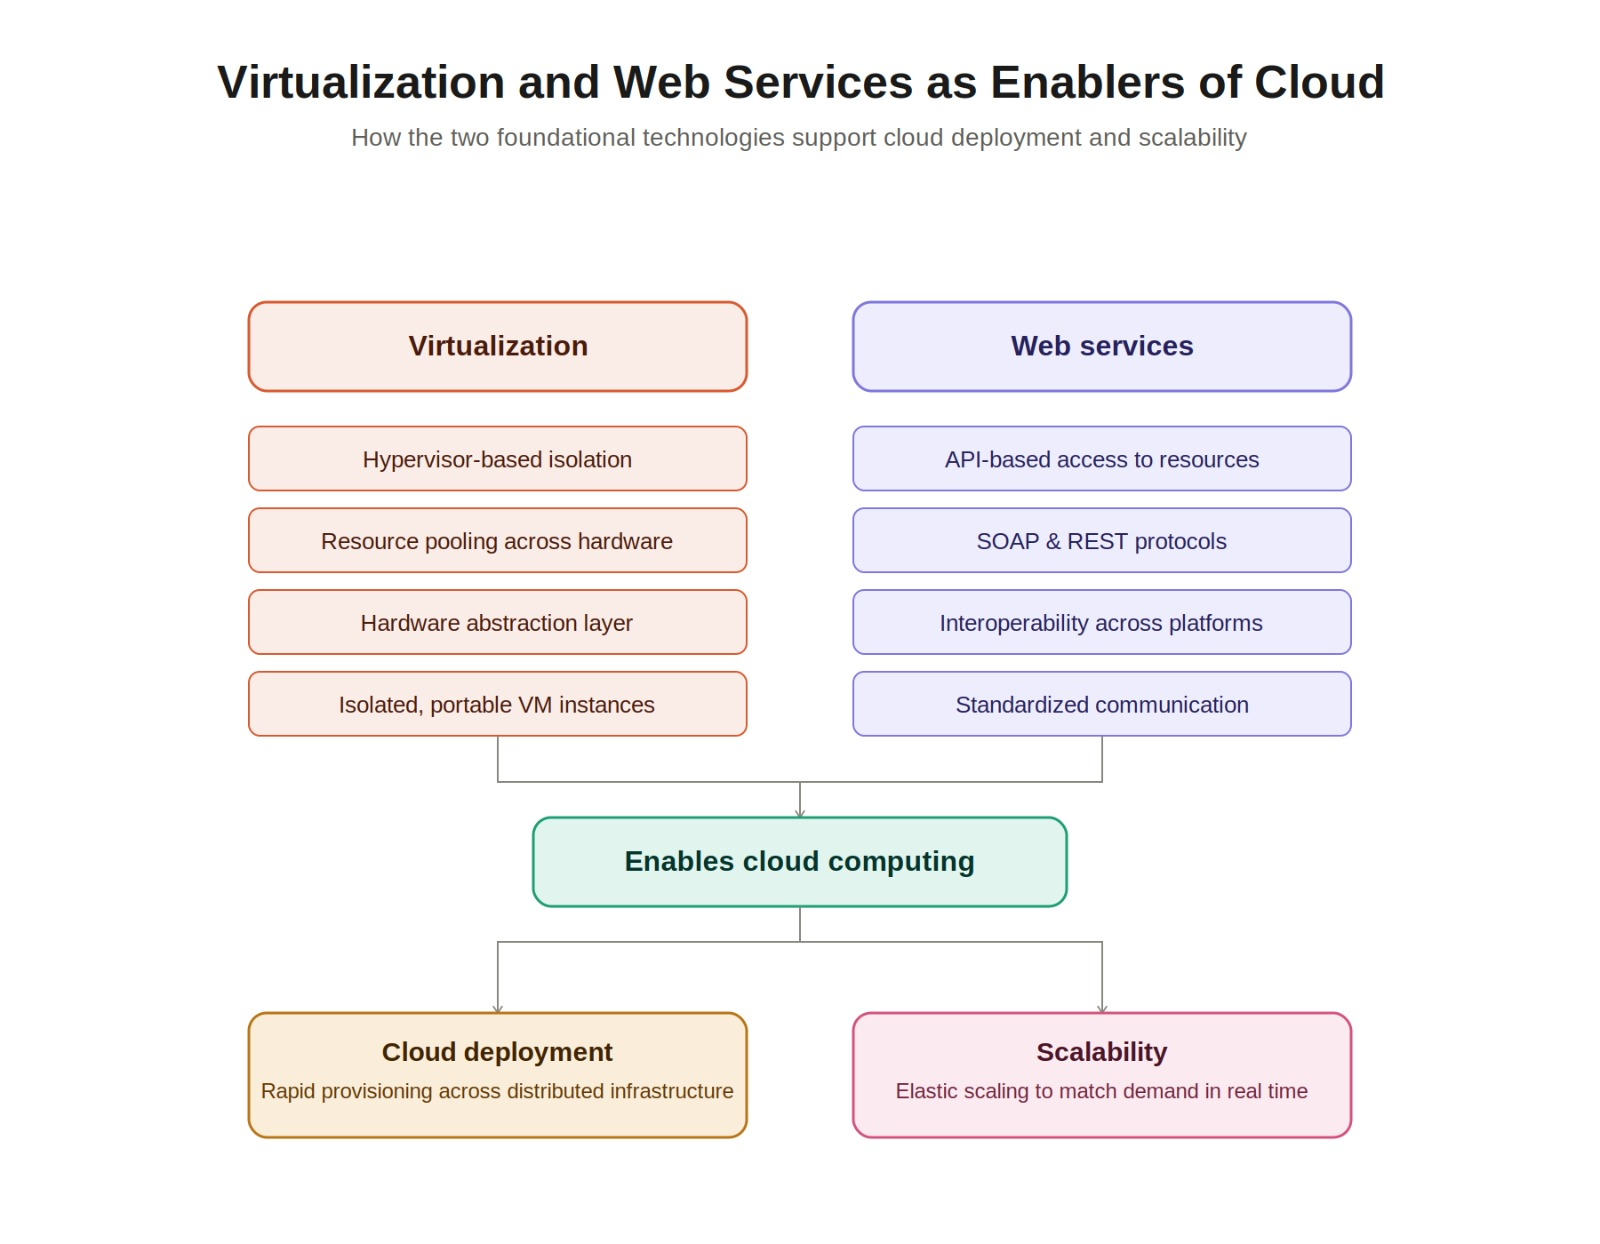 Virtualization and Web Services as Enablers of Cloud
How the two foundational technologies support cloud deployment and scalability
Virtualization
Hypervisor-based isolation
Resource pooling across hardware
Hardware abstraction layer
Isolated, portable VM instances
Web services
API-based access to resources
SOAP & REST protocols
Interoperability across platforms
Standardized communication
Enables cloud computing
Cloud deployment
Rapid provisioning across distributed infrastructure
Scalability
Elastic scaling to match demand in real time